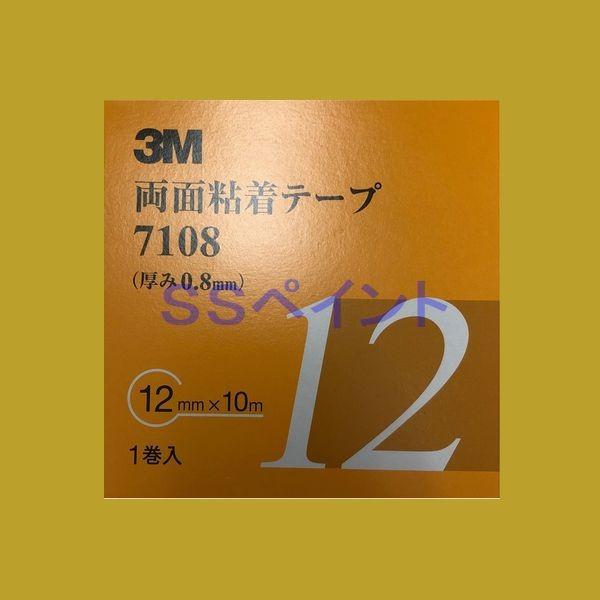 3M
両面粘着テープ
7108
(厚み0.8mm)
SSペイント
12
12mm×10m
1巻入